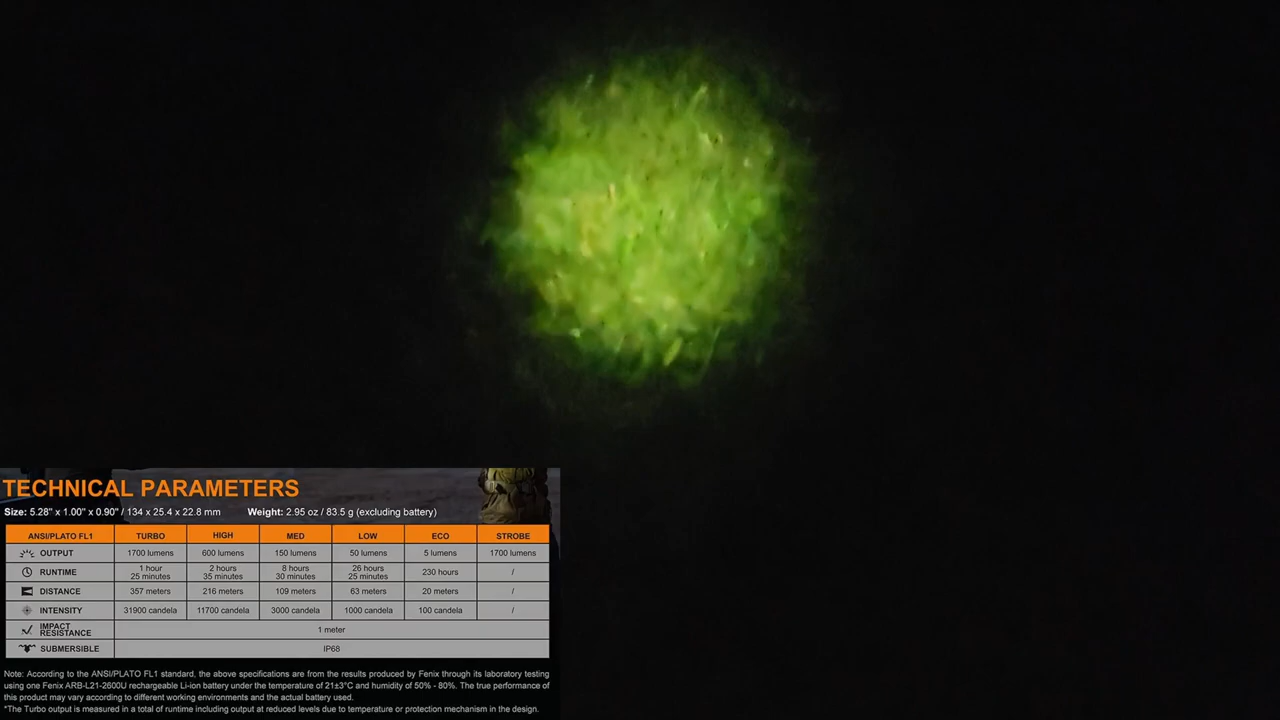 TECHNICAL PARAMETERS
Size: 5.28" x 1.00" x 0.90" / 134 x 25.4 x 22.8 mm Weight: 2.95 oz / 83.5 g (excluding battery)
ANSI/PLATO FL1 TURBO HIGH MED LOW ECO STROBE
OUTPUT 1700 lumens 600 lumens 150 lumens 50 lumens 5 lumens 1700 lumens
RUNTIME 1 hour 25 minutes 2 hours 35 minutes 8 hours 30 minutes 26 hours 25 minutes 230 hours /
DISTANCE 357 meters 216 meters 109 meters 63 meters 20 meters /
INTENSITY 31900 candela 11700 candela 3000 candela 1000 candela 100 candela /
IMPACT RESISTANCE 1 meter
SUBMERSIBLE IP68
Note: According to the ANSI/PLATO FL1 standard, the above specifications are from the results produced by Fenix through its laboratory testing
using one Fenix ARB-L21-2600U rechargeable Li-ion battery under the temperature of 21±3°C and humidity of 50% - 80%. The true performance of
this product may vary according to different working environments and the actual battery used.
*The Turbo output is measured in a total of runtime including output at reduced levels due to temperature or protection mechanism in the design.